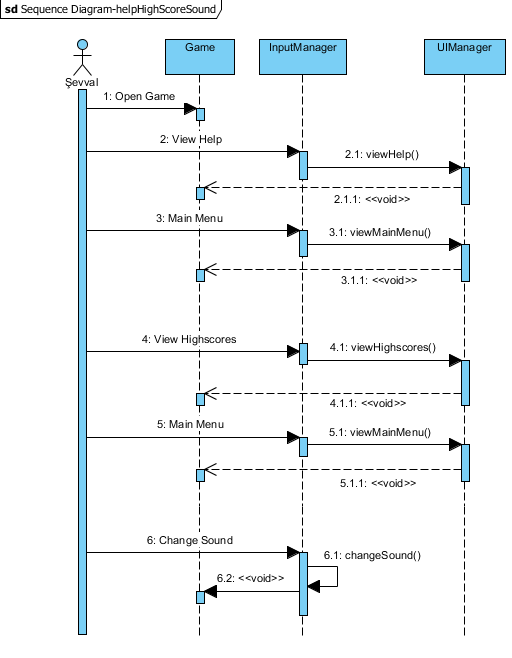 sd Sequence Diagram-helpHighScoreSound
Game
InputManager
UIManager
Şevval
1: Open Game
2: View Help
2.1: viewHelp()
2.1.1: <<void>>
3: Main Menu
3.1: viewMainMenu()
3.1.1: <<void>>
4: View Highscores
4.1: viewHighscores()
4.1.1: <<void>>
5: Main Menu
5.1: viewMainMenu()
5.1.1: <<void>>
6: Change Sound
6.1: changeSound()
6.2: <<void>>